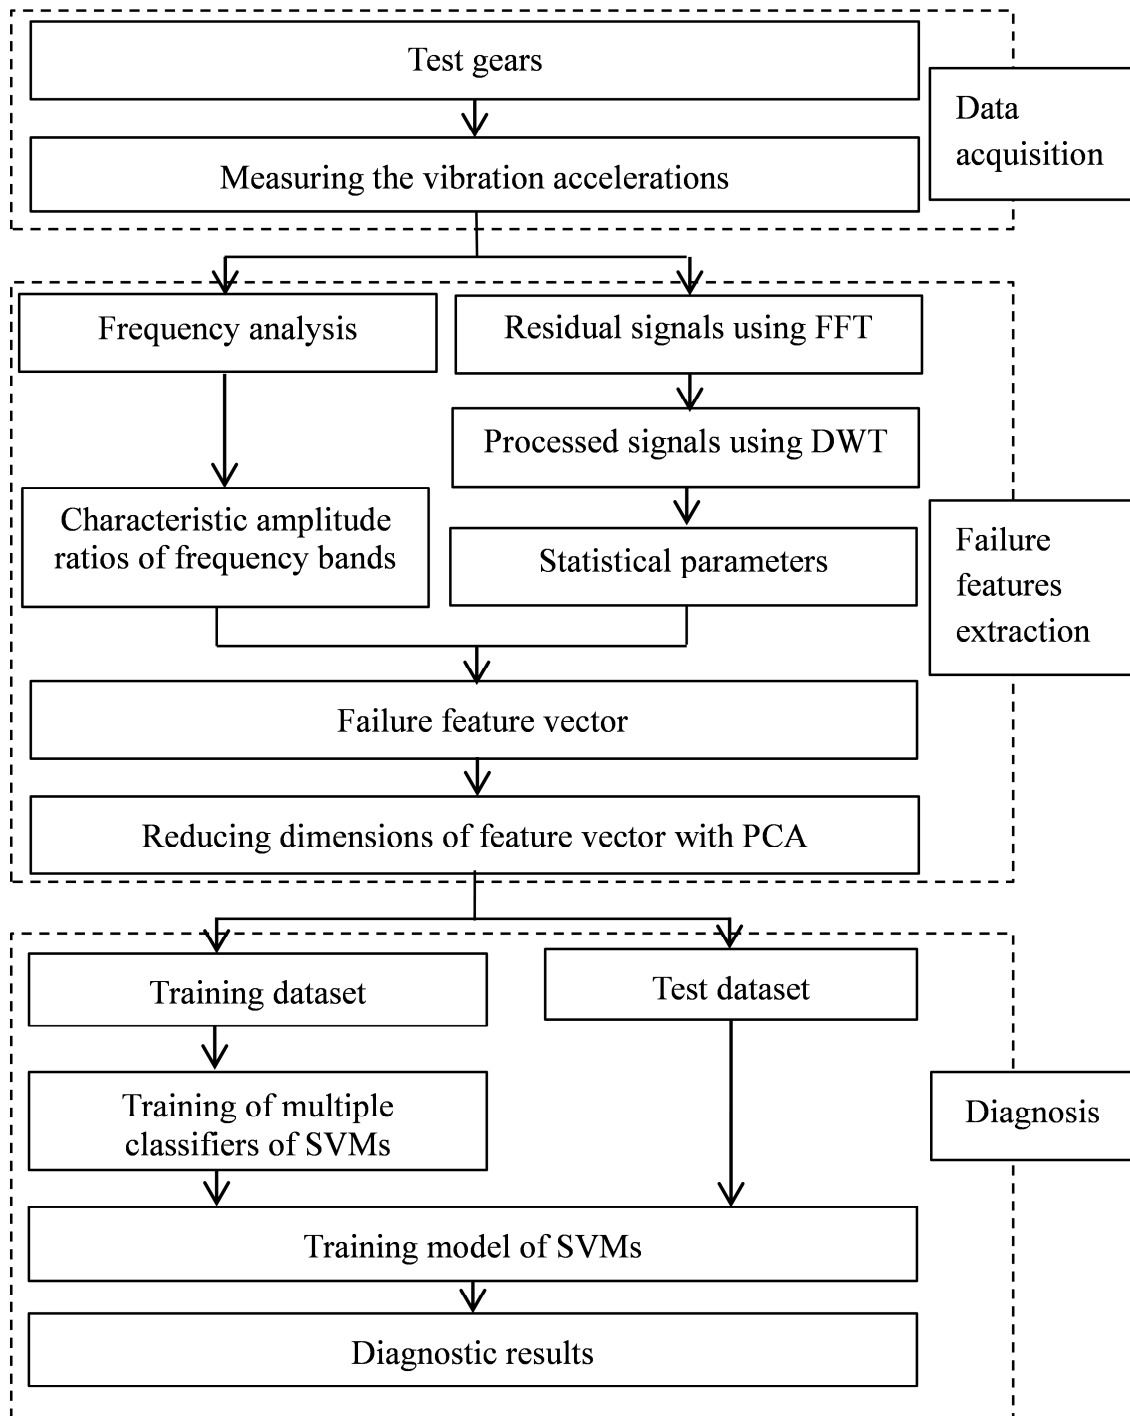 Test gears
Measuring the vibration accelerations
Data
acquisition
Frequency analysis
Residual signals using FFT
Processed signals using DWT
Characteristic amplitude
ratios of frequency bands
Statistical parameters
Failure
features
extraction
Failure feature vector
Reducing dimensions of feature vector with PCA
Training dataset
Test dataset
Training of multiple
classifiers of SVMs
Diagnosis
Training model of SVMs
Diagnostic results